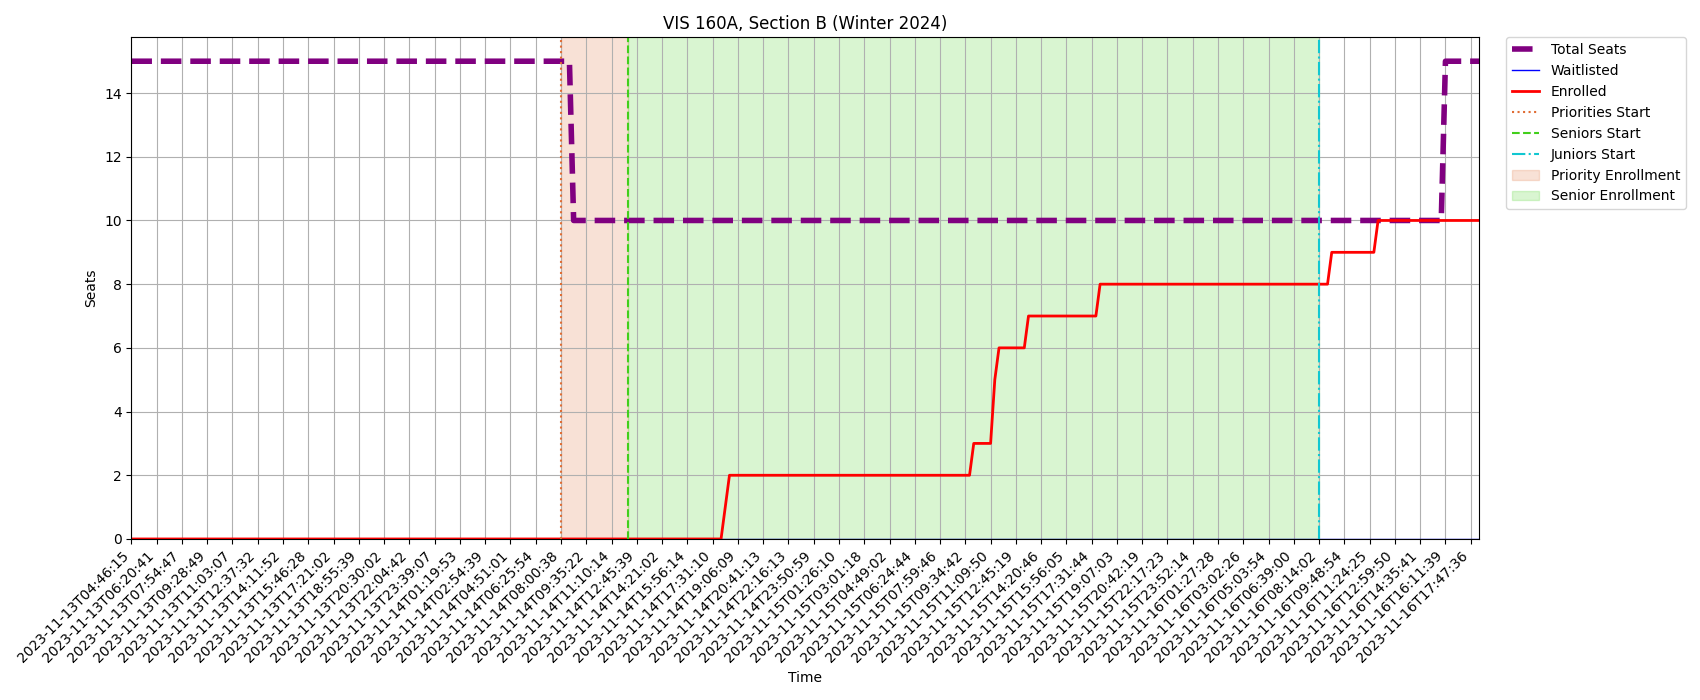 VIS 160A, Section B (Winter 2024)
Total Seats
Waitlisted
Enrolled
Priorities Start
Seniors Start
Juniors Start
Priority Enrollment
Senior Enrollment
Seats
14
12
10
8
6
4
2
0
2023-11-13T04:46:15
2023-11-13T06:20:41
2023-11-13T07:54:47
2023-11-13T09:28:49
2023-11-13T11:03:07
2023-11-13T12:37:32
2023-11-13T14:11:52
2023-11-13T15:46:28
2023-11-13T17:21:02
2023-11-13T18:55:39
2023-11-13T20:30:02
2023-11-13T22:04:42
2023-11-13T23:39:07
2023-11-14T01:19:53
2023-11-14T02:54:39
2023-11-14T04:51:01
2023-11-14T06:25:54
2023-11-14T08:00:38
2023-11-14T09:35:22
2023-11-14T11:10:14
2023-11-14T12:45:39
2023-11-14T14:21:02
2023-11-14T15:56:14
2023-11-14T17:31:10
2023-11-14T19:06:09
2023-11-14T20:41:13
2023-11-14T22:16:13
2023-11-14T23:50:59
2023-11-15T01:26:10
2023-11-15T03:01:18
2023-11-15T04:49:02
2023-11-15T06:24:44
2023-11-15T07:59:46
2023-11-15T09:34:42
2023-11-15T11:09:50
2023-11-15T12:45:19
2023-11-15T14:20:46
2023-11-15T15:56:05
2023-11-15T17:31:44
2023-11-15T19:07:03
2023-11-15T20:42:19
2023-11-15T22:17:23
2023-11-15T23:52:14
2023-11-16T01:27:28
2023-11-16T03:02:26
2023-11-16T05:03:54
2023-11-16T06:39:00
2023-11-16T08:14:02
2023-11-16T09:48:54
2023-11-16T11:24:25
2023-11-16T12:59:50
2023-11-16T14:35:41
2023-11-16T16:11:39
2023-11-16T17:47:36
Time